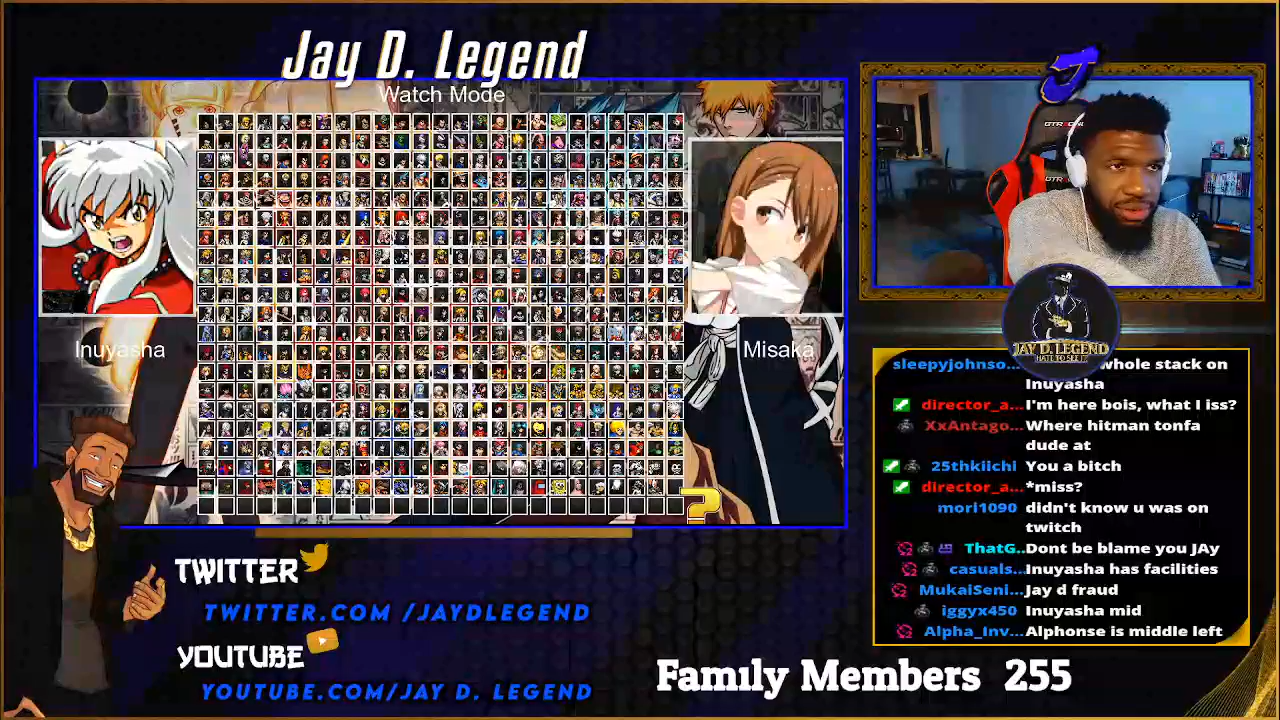 Jay D. Legend
Watch Mode
Inuyasha
Misaka
?
J
GTR
GTR
JAY D. LEGEND
sleepyjohnso... whole stack on
Inuyasha
director_a... I'm here bois, what I iss?
XxAntago... Where hitman tonfa
dude at
25thkiichi You a bitch
director_a... *miss?
mori1090 didn't know u was on
twitch
ThatG.. Dont be blame you JAy
casuals... Inuyasha has facilities
MukaiSeni... Jay d fraud
iggyx450 Inuyasha mid
Alpha_Inv... Alphonse is middle left
TWITTER
TWITTER.COM /JAYDLEGEND
YOUTUBE
YOUTUBE.COM/JAY D. LEGEND
Family Members 255